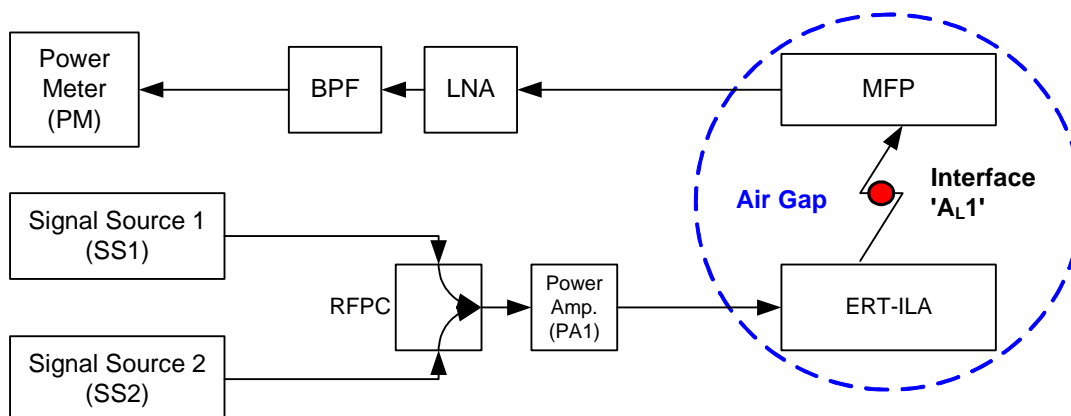 Power
Meter
(PM)
BPF
LNA
MFP
Air Gap
Interface
'AL1'
Signal Source 1
(SS1)
RFPC
Power
Amp.
(PA1)
ERT-ILA
Signal Source 2
(SS2)